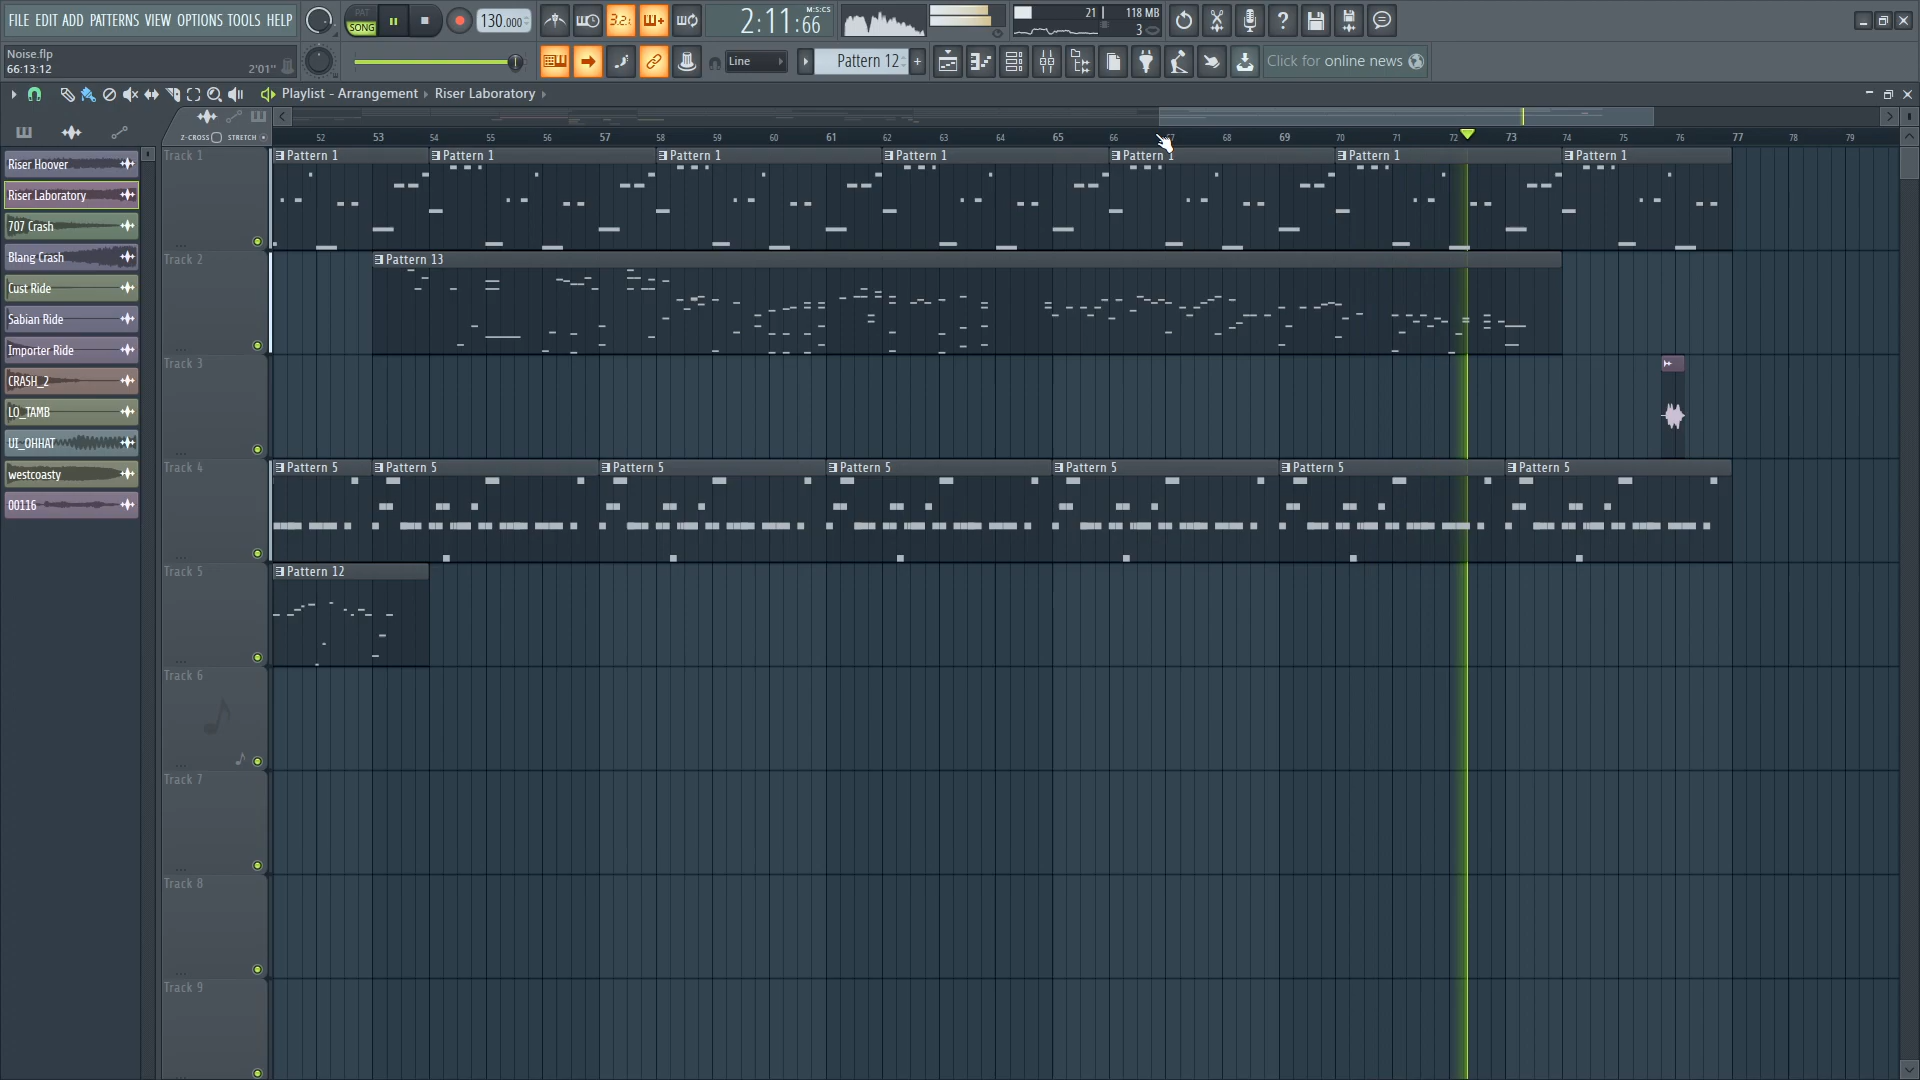 FILE EDIT ADD PATTERNS VIEW OPTIONS TOOLS HELP
PAT
SONG
130.000
3.2.
2:11:66
M:S:CS
21
118 MB
3
Noise.flp
66:13:12
2'01"
Line
Pattern 12
Click for online news
Playlist - Arrangement
Riser Laboratory
Z-CROSS
STRETCH
52 53 54 55 56 57 58 59 60 61 62 63 64 65 66 67 68 69 70 71 72 73 74 75 76 77 78 79
Riser Hoover
Riser Laboratory
707 Crash
Blang Crash
Cust Ride
Sabian Ride
Importer Ride
CRASH_2
LO_TAMB
UI_OHHAT
westcoasty
00116
Track 1
Pattern 1
Pattern 1
Pattern 1
Pattern 1
Pattern 1
Pattern 1
Pattern 1
Track 2
Pattern 13
Track 3
Track 4
Pattern 5
Pattern 5
Pattern 5
Pattern 5
Pattern 5
Pattern 5
Pattern 5
Track 5
Pattern 12
Track 6
Track 7
Track 8
Track 9